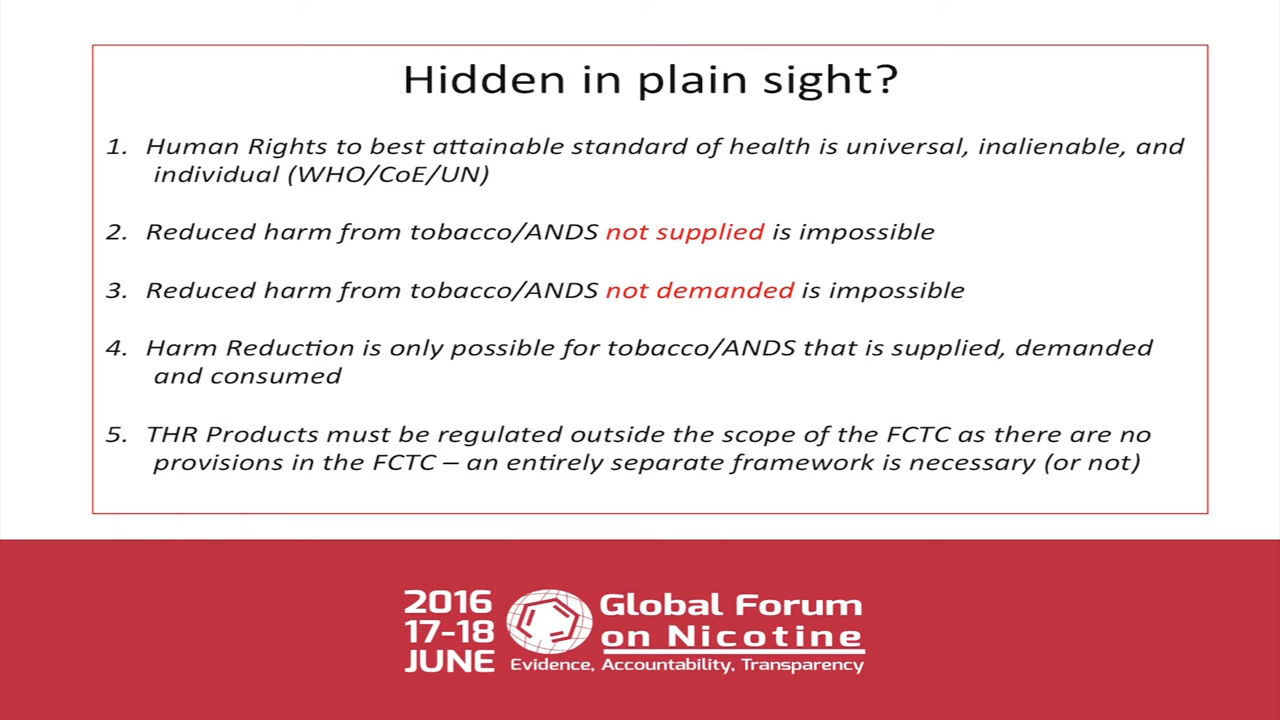 Hidden in plain sight?
1. Human Rights to best attainable standard of health is universal, inalienable, and
individual (WHO/CoE/UN)
2. Reduced harm from tobacco/ANDS not supplied is impossible
3. Reduced harm from tobacco/ANDS not demanded is impossible
4. Harm Reduction is only possible for tobacco/ANDS that is supplied, demanded
and consumed
5. THR Products must be regulated outside the scope of the FCTC as there are no
provisions in the FCTC – an entirely separate framework is necessary (or not)
2016
17-18
JUNE
Global Forum
on Nicotine
Evidence, Accountability, Transparency